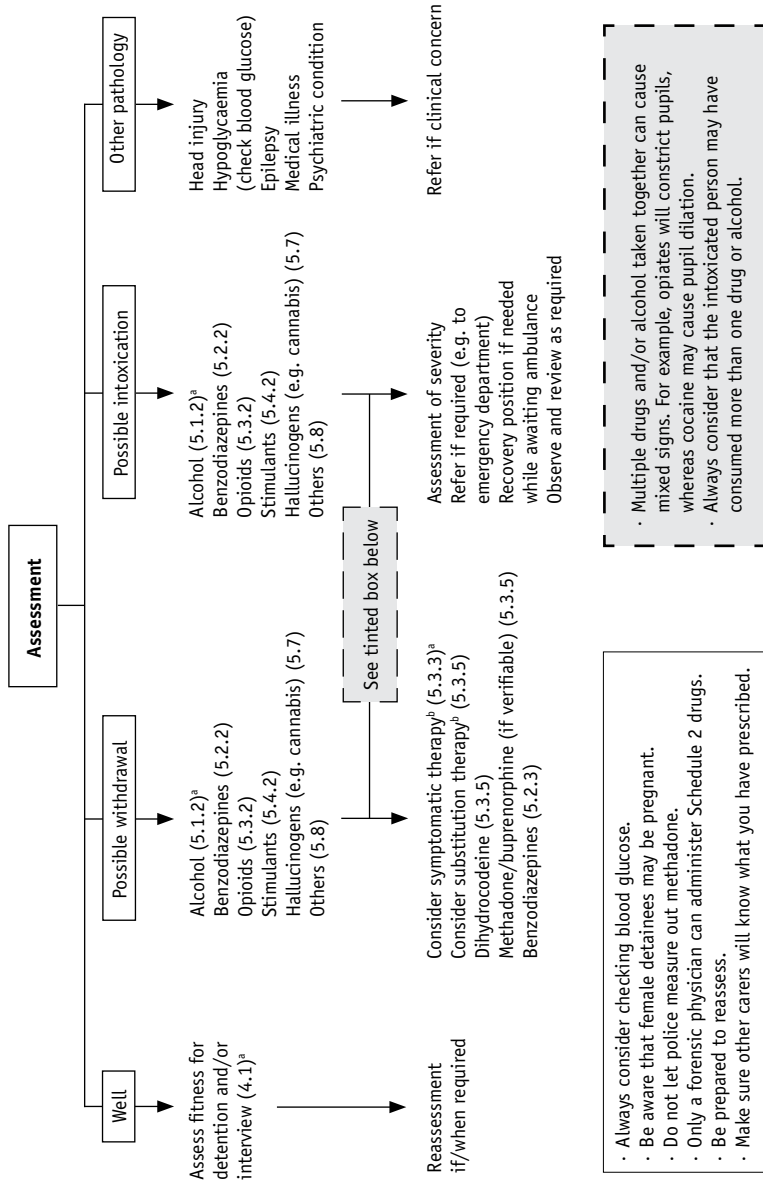 Assessment
Well
Assess fitness for
detention and/or
interview (4.1)a
Reassessment
if/when required
Possible withdrawal
Alcohol (5.1.2)a
Benzodiazepines (5.2.2)
Opioids (5.3.2)
Stimulants (5.4.2)
Hallucinogens (e.g. cannabis) (5.7)
Others (5.8)
Consider symptomatic therapyb (5.3.3)a
Consider substitution therapyb (5.3.5)
Dihydrocodeine (5.3.5)
Methadone/buprenorphine (if verifiable) (5.3.5)
Benzodiazepines (5.2.3)
See tinted box below
Possible intoxication
Alcohol (5.1.2)a
Benzodiazepines (5.2.2)
Opioids (5.3.2)
Stimulants (5.4.2)
Hallucinogens (e.g. cannabis) (5.7)
Others (5.8)
Assessment of severity
Refer if required (e.g. to
emergency department)
Recovery position if needed
while awaiting ambulance
Observe and review as required
Other pathology
Head injury
Hypoglycaemia
(check blood glucose)
Epilepsy
Medical illness
Psychiatric condition
Refer if clinical concern
· Always consider checking blood glucose.
· Be aware that female detainees may be pregnant.
· Do not let police measure out methadone.
· Only a forensic physician can administer Schedule 2 drugs.
· Be prepared to reassess.
· Make sure other carers will know what you have prescribed.
· Multiple drugs and/or alcohol taken together can cause
mixed signs. For example, opiates will constrict pupils,
whereas cocaine may cause pupil dilation.
· Always consider that the intoxicated person may have
consumed more than one drug or alcohol.